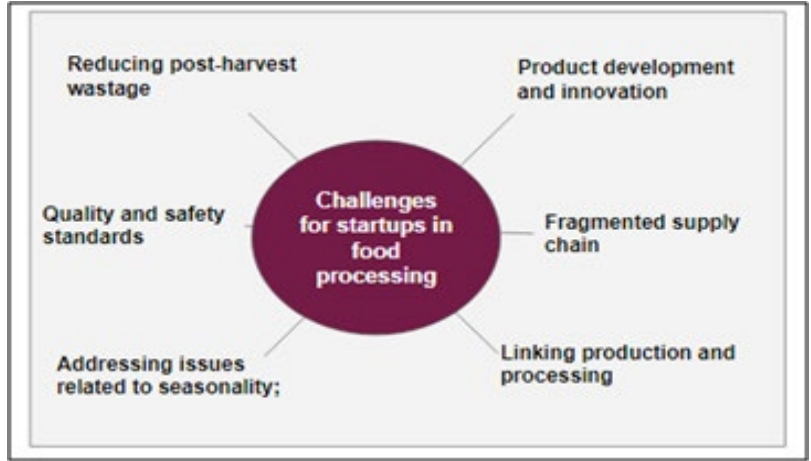 Reducing post-harvest
wastage
Product development
and innovation
Challenges
for startups in
food
processing
Quality and safety
standards
Fragmented supply
chain
Addressing issues
related to seasonality;
Linking production and
processing